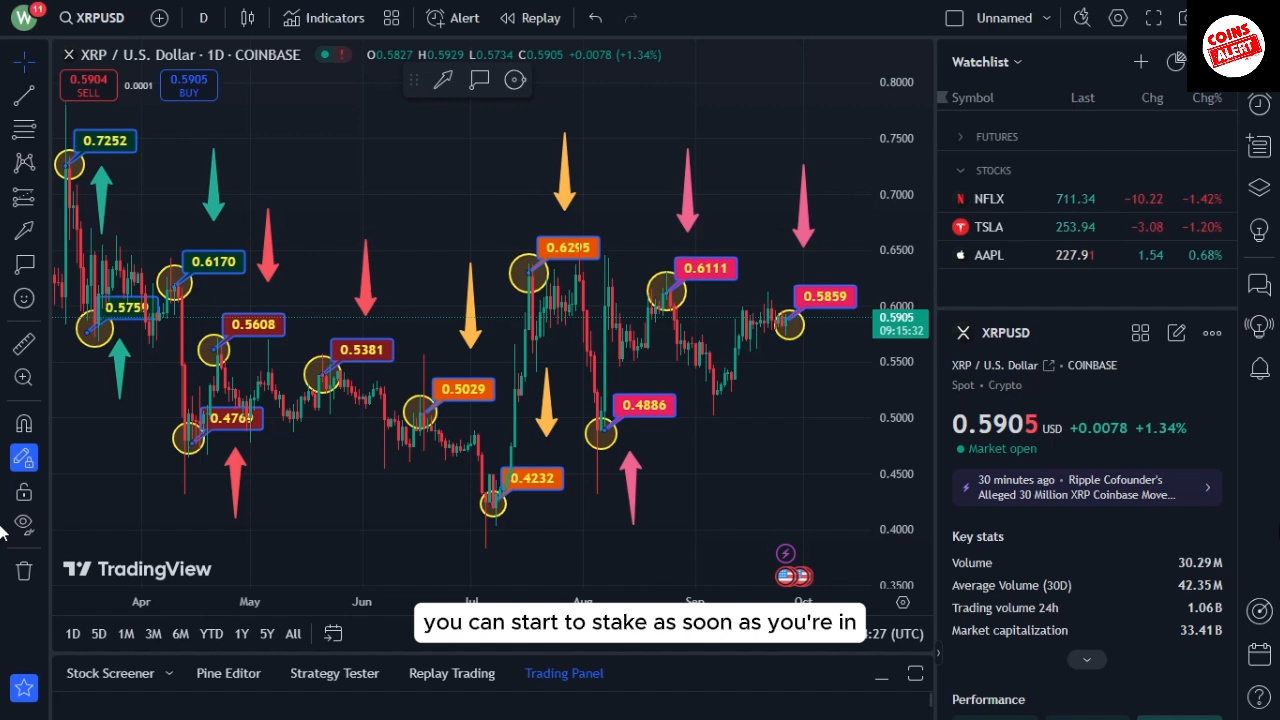 11
XRPUSD
D
Indicators
Alert
Replay
Unnamed
COINS
ALERT
XRP / U.S. Dollar · 1D · COINBASE
O0.5827 H0.5929 L0.5734 C0.5905 +0.0078 (+1.34%)
0.5904
SELL
0.0001
0.5905
BUY
0.7252
0.6170
0.5759
0.5608
0.4769
0.5381
0.5029
0.6295
0.4232
0.6111
0.4886
0.5859
0.8000
0.7500
0.7000
0.6500
0.6000
0.5905
09:15:32
0.5500
0.5000
0.4500
0.4000
0.3500
TradingView
Apr
May
Jun
Jul
Aug
Sep
Oct
you can start to stake as soon as you're in
1D
5D
1M
3M
6M
YTD
1Y
5Y
All
:27 (UTC)
Stock Screener
Pine Editor
Strategy Tester
Replay Trading
Trading Panel
Watchlist
Symbol
Last
Chg
Chg%
FUTURES
STOCKS
NFLX 711.34 −10.22 −1.42%
TSLA 253.94 −3.08 −1.20%
AAPL 227.91 1.54 0.68%
XRPUSD
XRP / U.S. Dollar · COINBASE
Spot · Crypto
0.5905 USD +0.0078 +1.34%
Market open
30 minutes ago · Ripple Cofounder's
Alleged 30 Million XRP Coinbase Move...
Key stats
Volume 30.29M
Average Volume (30D) 42.35M
Trading volume 24h 1.06B
Market capitalization 33.41B
Performance